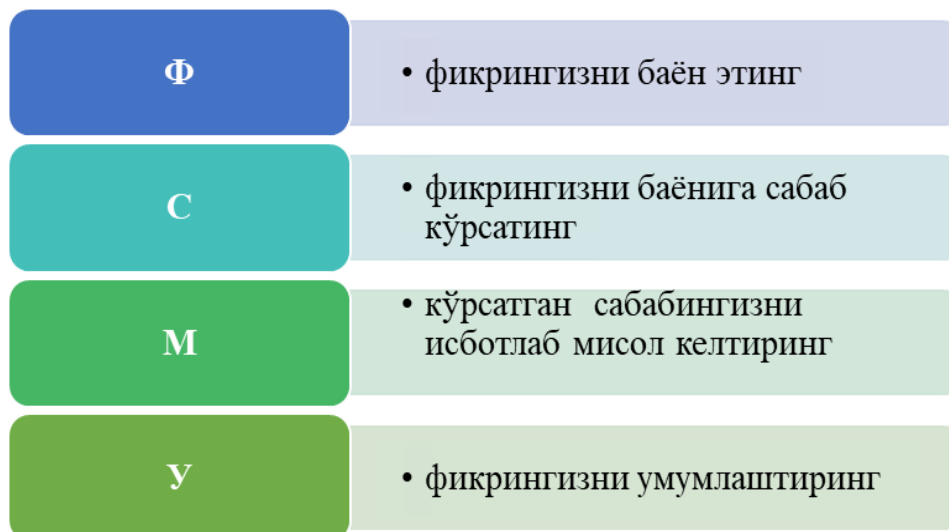 Ф
• фикрингизни баён этинг
С
• фикрингизни баёнига сабаб
кўрсатинг
М
• кўрсатган сабабингизни
исботлаб мисол келтиринг
У
• фикрингизни умумлаштиринг